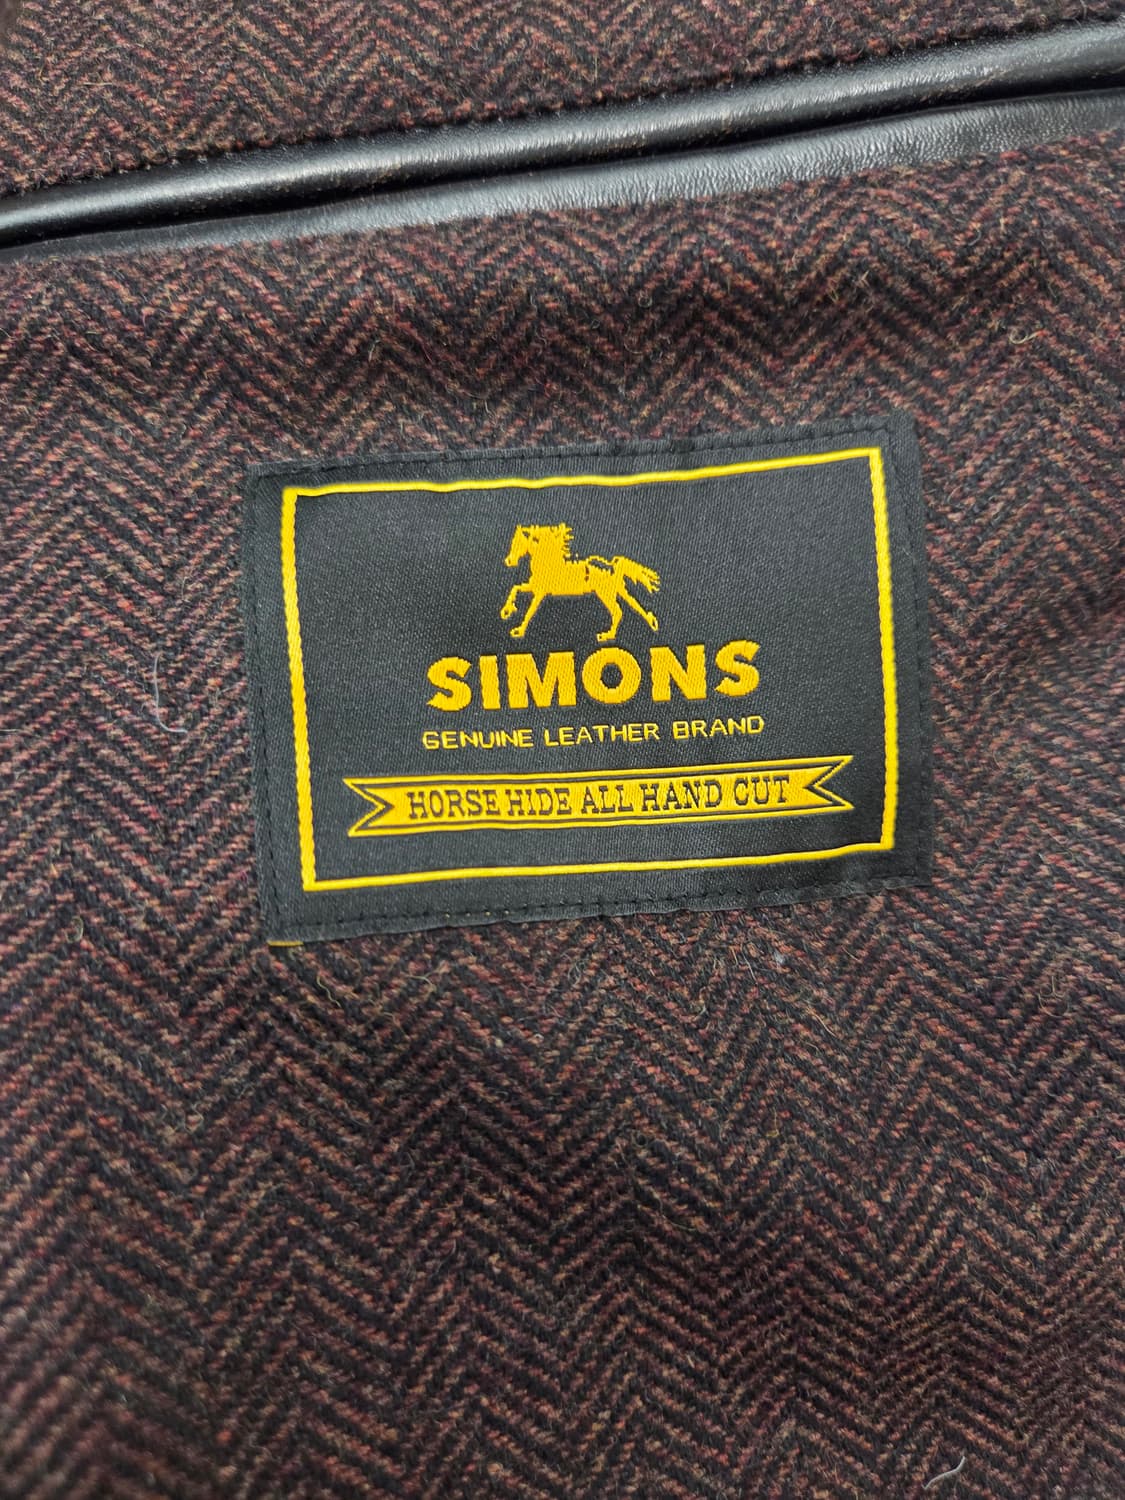 SIMONS
GENUINE LEATHER BRAND
HORSE HIDE ALL HAND CUT